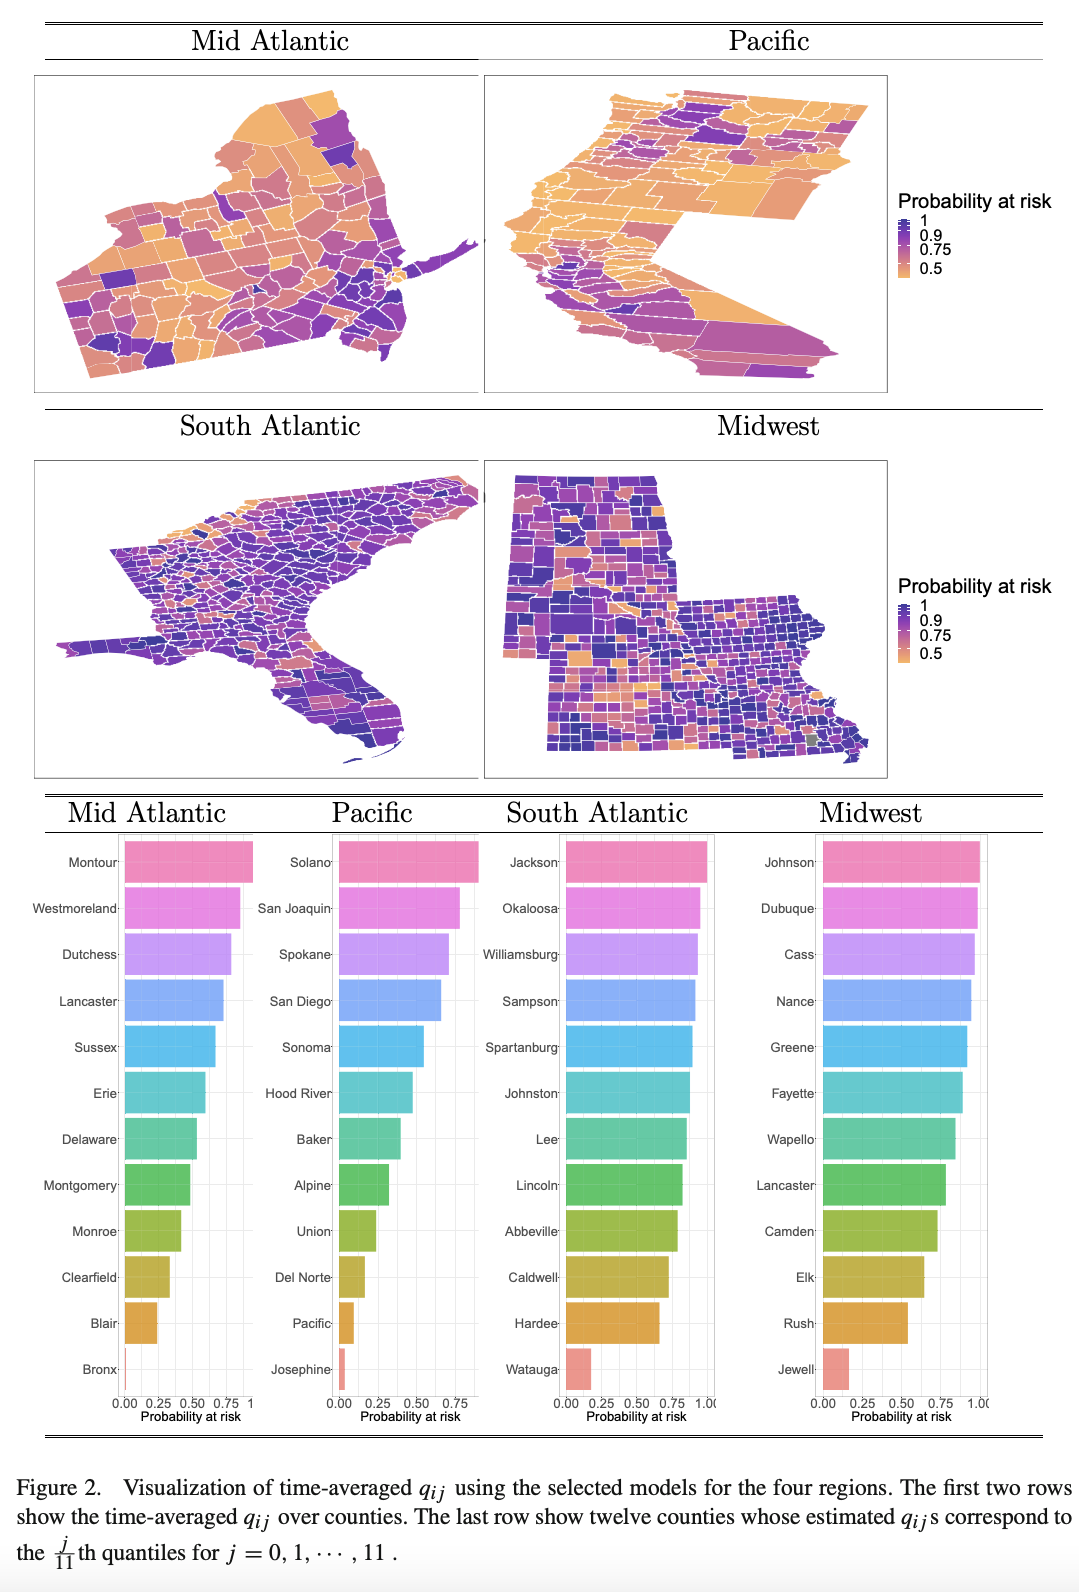 Mid Atlantic
Pacific
Probability at risk
1
0.9
0.75
0.5
South Atlantic
Midwest
Probability at risk
1
0.9
0.75
0.5
Mid Atlantic
Montour
Westmoreland
Dutchess
Lancaster
Sussex
Erie
Delaware
Montgomery
Monroe
Clearfield
Blair
Bronx
0.00 0.25 0.50 0.75 1
Probability at risk
Pacific
Solano
San Joaquin
Spokane
San Diego
Sonoma
Hood River
Baker
Alpine
Union
Del Norte
Pacific
Josephine
0.00 0.25 0.50 0.75
Probability at risk
South Atlantic
Jackson
Okaloosa
Williamsburg
Sampson
Spartanburg
Johnston
Lee
Lincoln
Abbeville
Caldwell
Hardee
Watauga
0.00 0.25 0.50 0.75 1.00
Probability at risk
Midwest
Johnson
Dubuque
Cass
Nance
Greene
Fayette
Wapello
Lancaster
Camden
Elk
Rush
Jewell
0.00 0.25 0.50 0.75 1.00
Probability at risk
Figure 2. Visualization of time-averaged q_{ij} using the selected models for the four regions. The first two rows
show the time-averaged q_{ij} over counties. The last row show twelve counties whose estimated q_{ij}s correspond to
the \frac{j}{11}th quantiles for j = 0, 1, ⋯ , 11 .